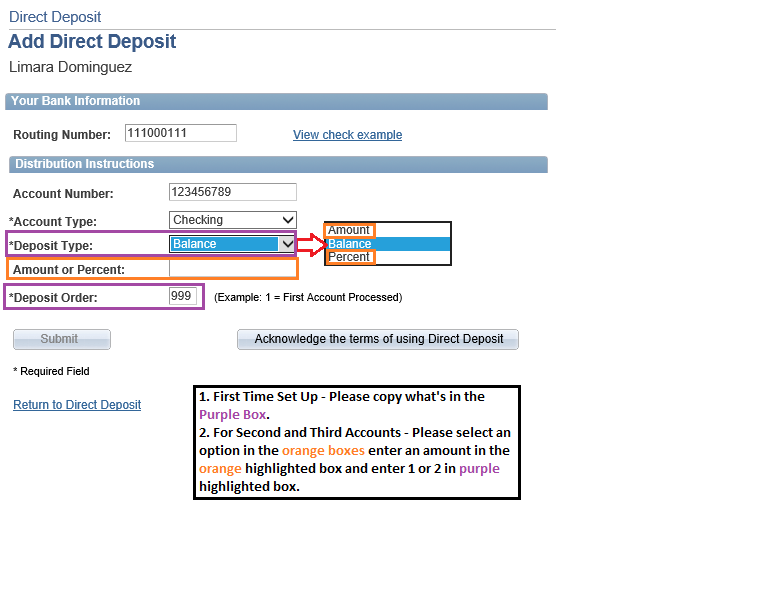 Direct Deposit
Add Direct Deposit
Limara Dominguez
Your Bank Information
Routing Number: 111000111 View check example
Distribution Instructions
Account Number: 123456789
*Account Type: Checking
*Deposit Type: Balance
Amount
Balance
Percent
Amount or Percent:
*Deposit Order: 999 (Example: 1 = First Account Processed)
Submit Acknowledge the terms of using Direct Deposit
* Required Field
Return to Direct Deposit
1. First Time Set Up - Please copy what's in the
Purple Box.
2. For Second and Third Accounts - Please select an
option in the orange boxes enter an amount in the
orange highlighted box and enter 1 or 2 in purple
highlighted box.